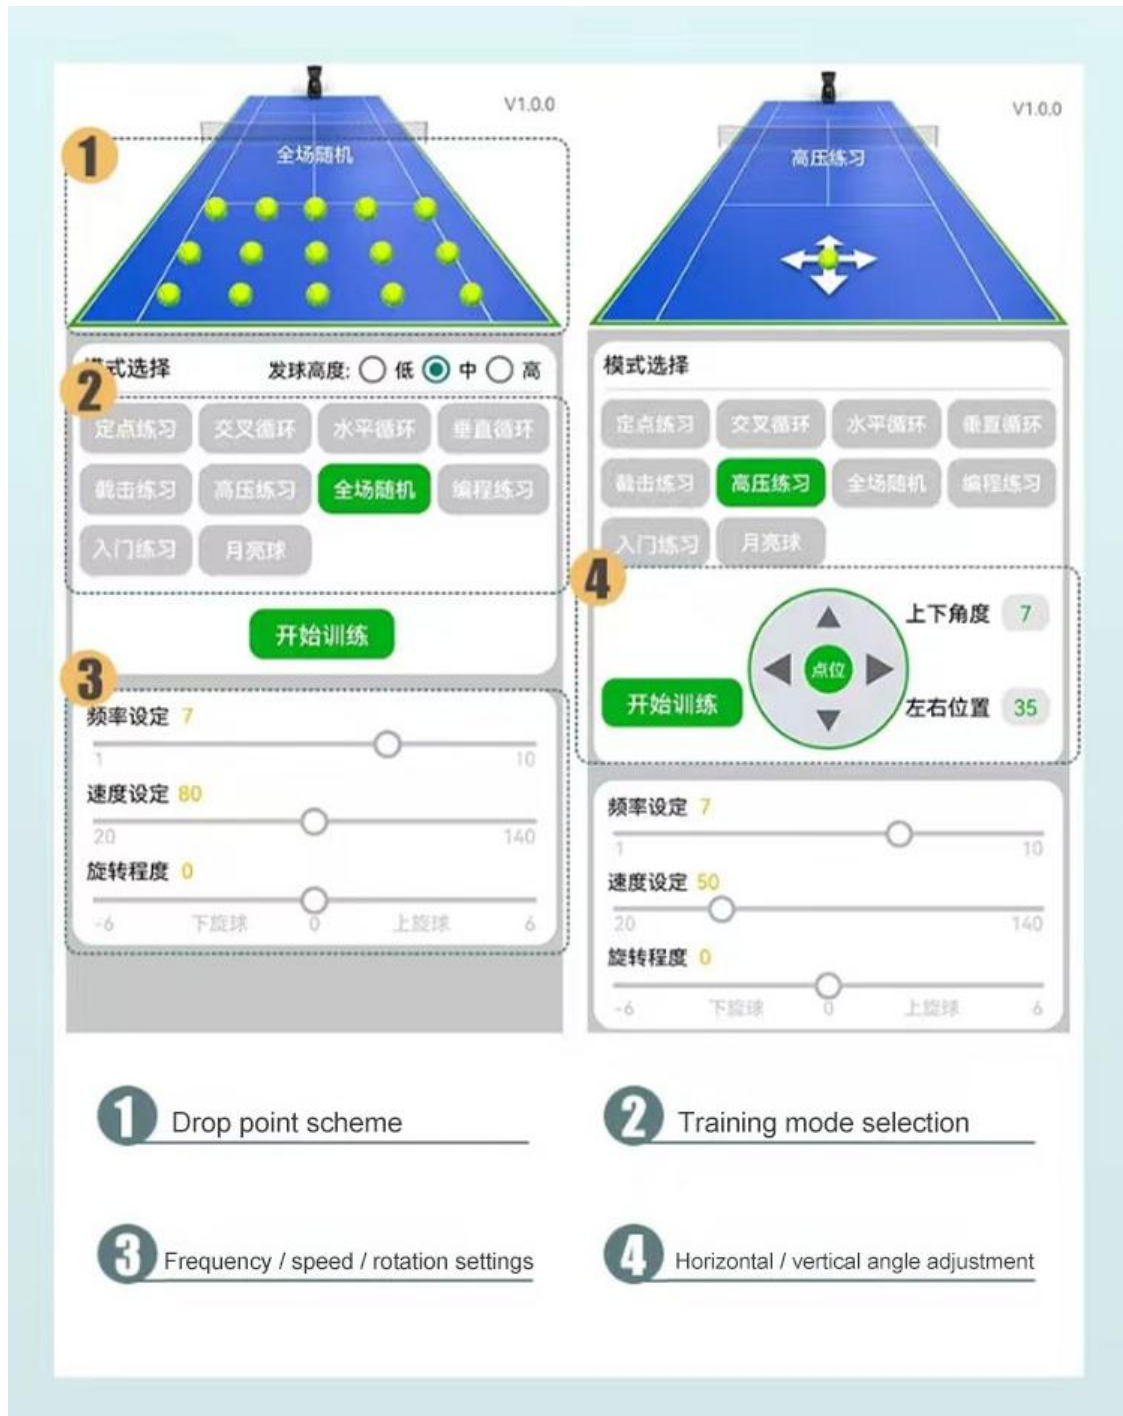 V1.0.0
1
全场随机
模式选择 发球高度: 低 中 高
2
定点练习 交叉循环 水平循环 垂直循环
截击练习 高压练习 全场随机 编程练习
入门练习 月亮球
开始训练
3
频率设定 7
1 10
速度设定 80
20 140
旋转程度 0
-6 下旋球 0 上旋球 6
V1.0.0
高压练习
模式选择
定点练习 交叉循环 水平循环 垂直循环
截击练习 高压练习 全场随机 编程练习
入门练习 月亮球
4
上下角度 7
点位
开始训练
左右位置 35
频率设定 7
1 10
速度设定 50
20 140
旋转程度 0
-6 下旋球 0 上旋球 6
1 Drop point scheme
2 Training mode selection
3 Frequency / speed / rotation settings
4 Horizontal / vertical angle adjustment